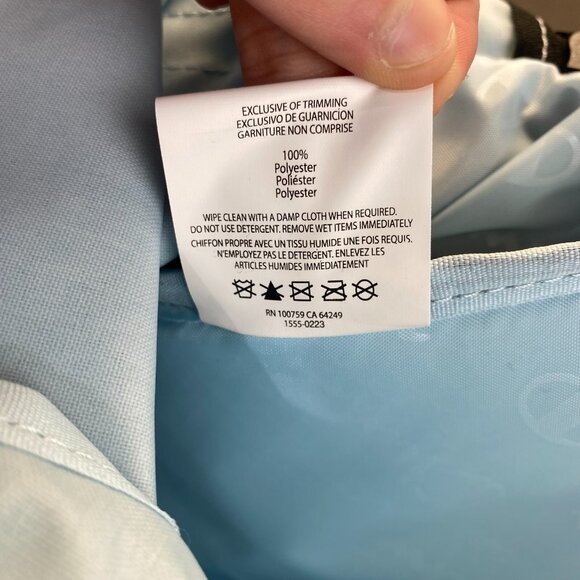 EXCLUSIVE OF TRIMMING
EXCLUSIVO DE GUARNICÍON
GARNITURE NON COMPRISE
100%
Polyester
Poliéster
Polyester
WIPE CLEAN WITH A DAMP CLOTH WHEN REQUIRED.
DO NOT USE DETERGENT. REMOVE WET ITEMS IMMEDIATELY
CHIFFON PROPRE AVEC UN TISSU HUMIDE UNE FOIS REQUIS.
N'EMPLOYEZ PAS LE DETERGENT. ENLEVEZ LES
ARTICLES HUMIDES IMMEDIATEMENT
RN 100759 CA 64249
1555-0223